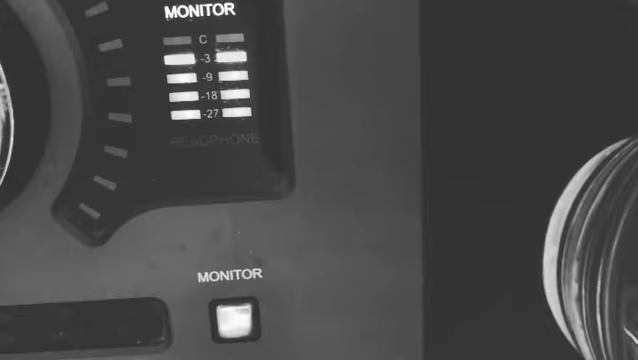 MONITOR
C
-3
-9
-18
-27
HEADPHONE
MONITOR